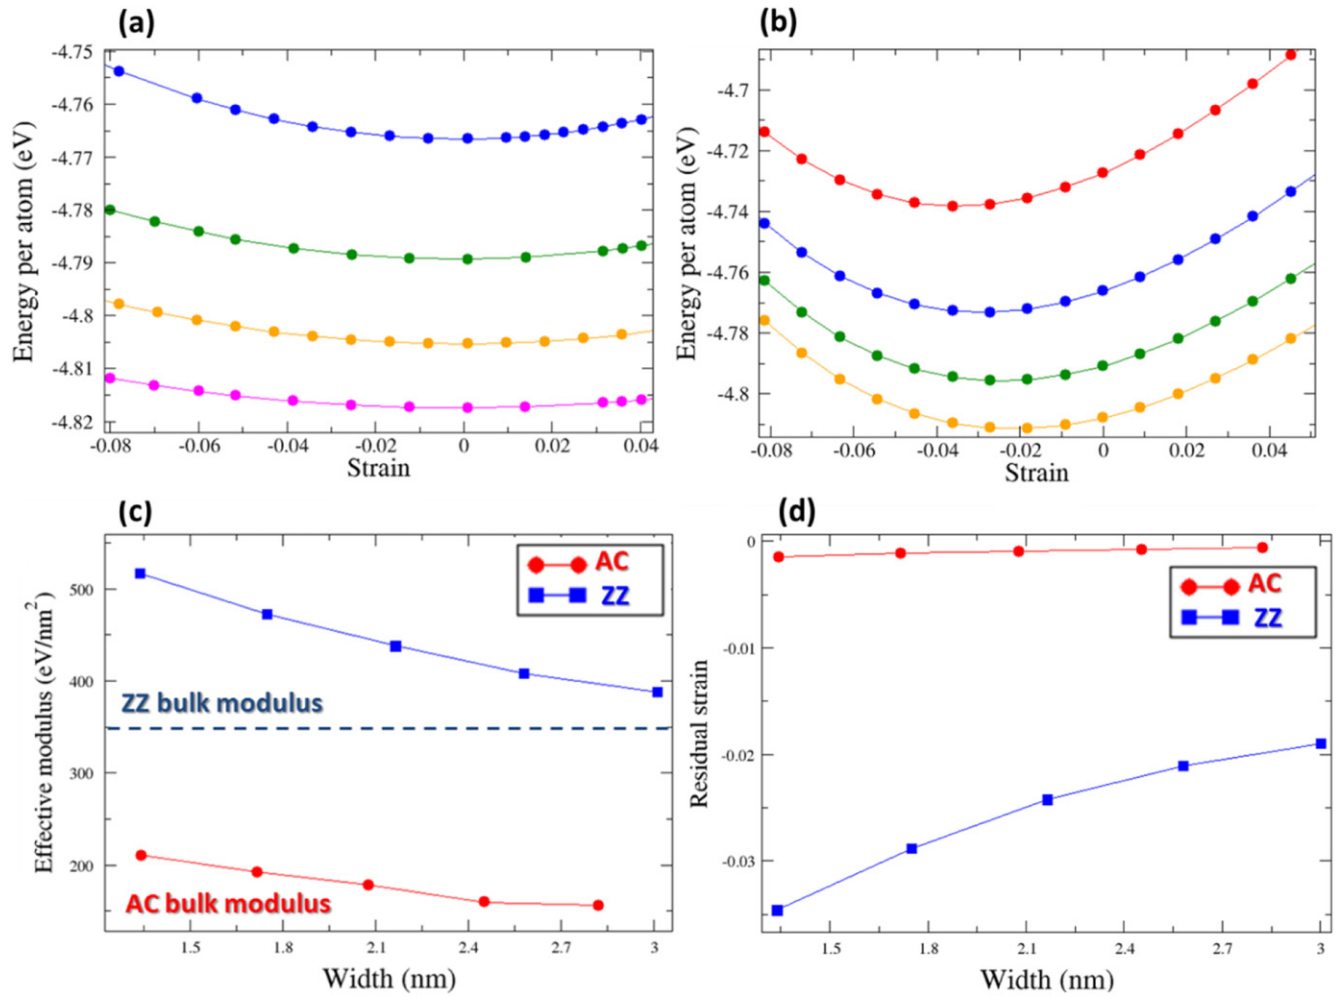 (a)
-4.75
-4.76
-4.77
-4.78
-4.79
-4.8
-4.81
-4.82
Energy per atom (eV)
-0.08
-0.06
-0.04
-0.02
0
0.02
0.04
Strain
(b)
-4.7
-4.72
-4.74
-4.76
-4.78
-4.8
Energy per atom (eV)
-0.08
-0.06
-0.04
-0.02
0
0.02
0.04
Strain
(c)
500
400
300
200
Effective modulus (eV/nm²)
AC
ZZ
ZZ bulk modulus
AC bulk modulus
1.5
1.8
2.1
2.4
2.7
3
Width (nm)
(d)
0
-0.01
-0.02
-0.03
Residual strain
AC
ZZ
1.5
1.8
2.1
2.4
2.7
3
Width (nm)